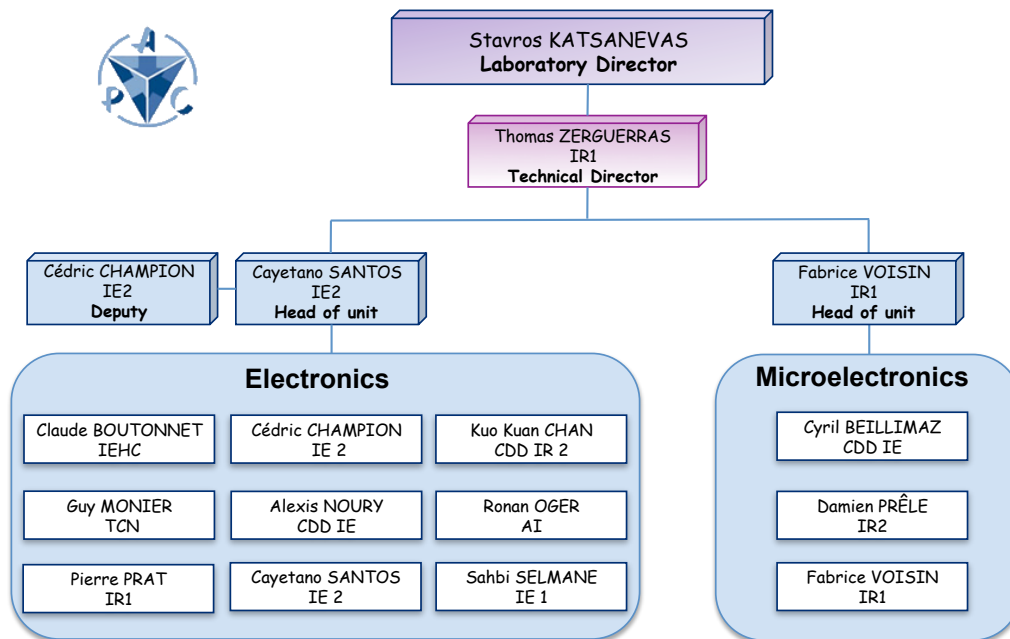 A
P C
Stavros KATSANEVAS
Laboratory Director
Thomas ZERGUERRAS
IR1
Technical Director
Cédric CHAMPION
IE2
Deputy
Cayetano SANTOS
IE2
Head of unit
Fabrice VOISIN
IR1
Head of unit
Electronics
Claude BOUTONNET
IEHC
Cédric CHAMPION
IE 2
Kuo Kuan CHAN
CDD IR 2
Guy MONIER
TCN
Alexis NOURY
CDD IE
Ronan OGER
AI
Pierre PRAT
IR1
Cayetano SANTOS
IE 2
Sahbi SELMANE
IE 1
Microelectronics
Cyril BEILLIMAZ
CDD IE
Damien PRÊLE
IR2
Fabrice VOISIN
IR1